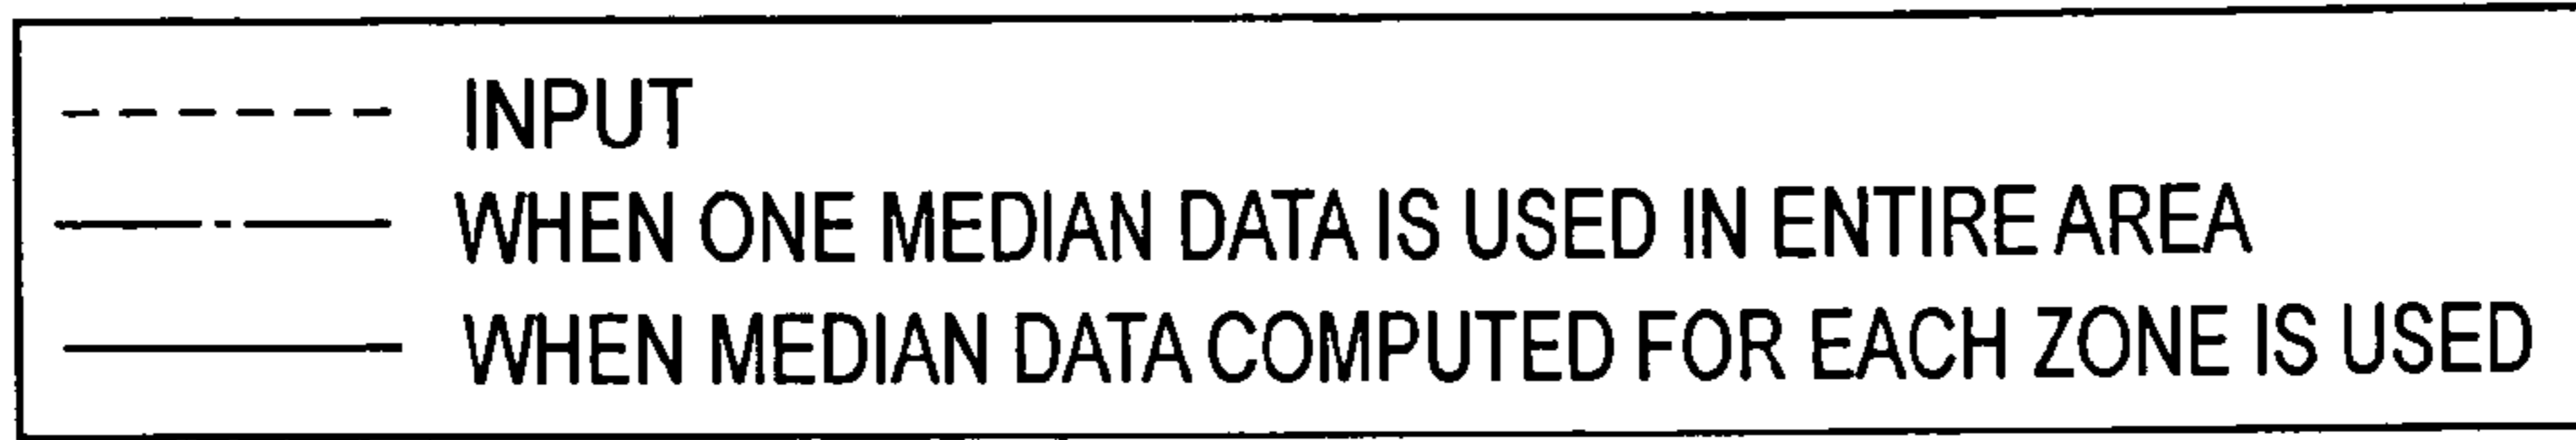 INPUT
WHEN ONE MEDIAN DATA IS USED IN ENTIRE AREA
WHEN MEDIAN DATA COMPUTED FOR EACH ZONE IS USED